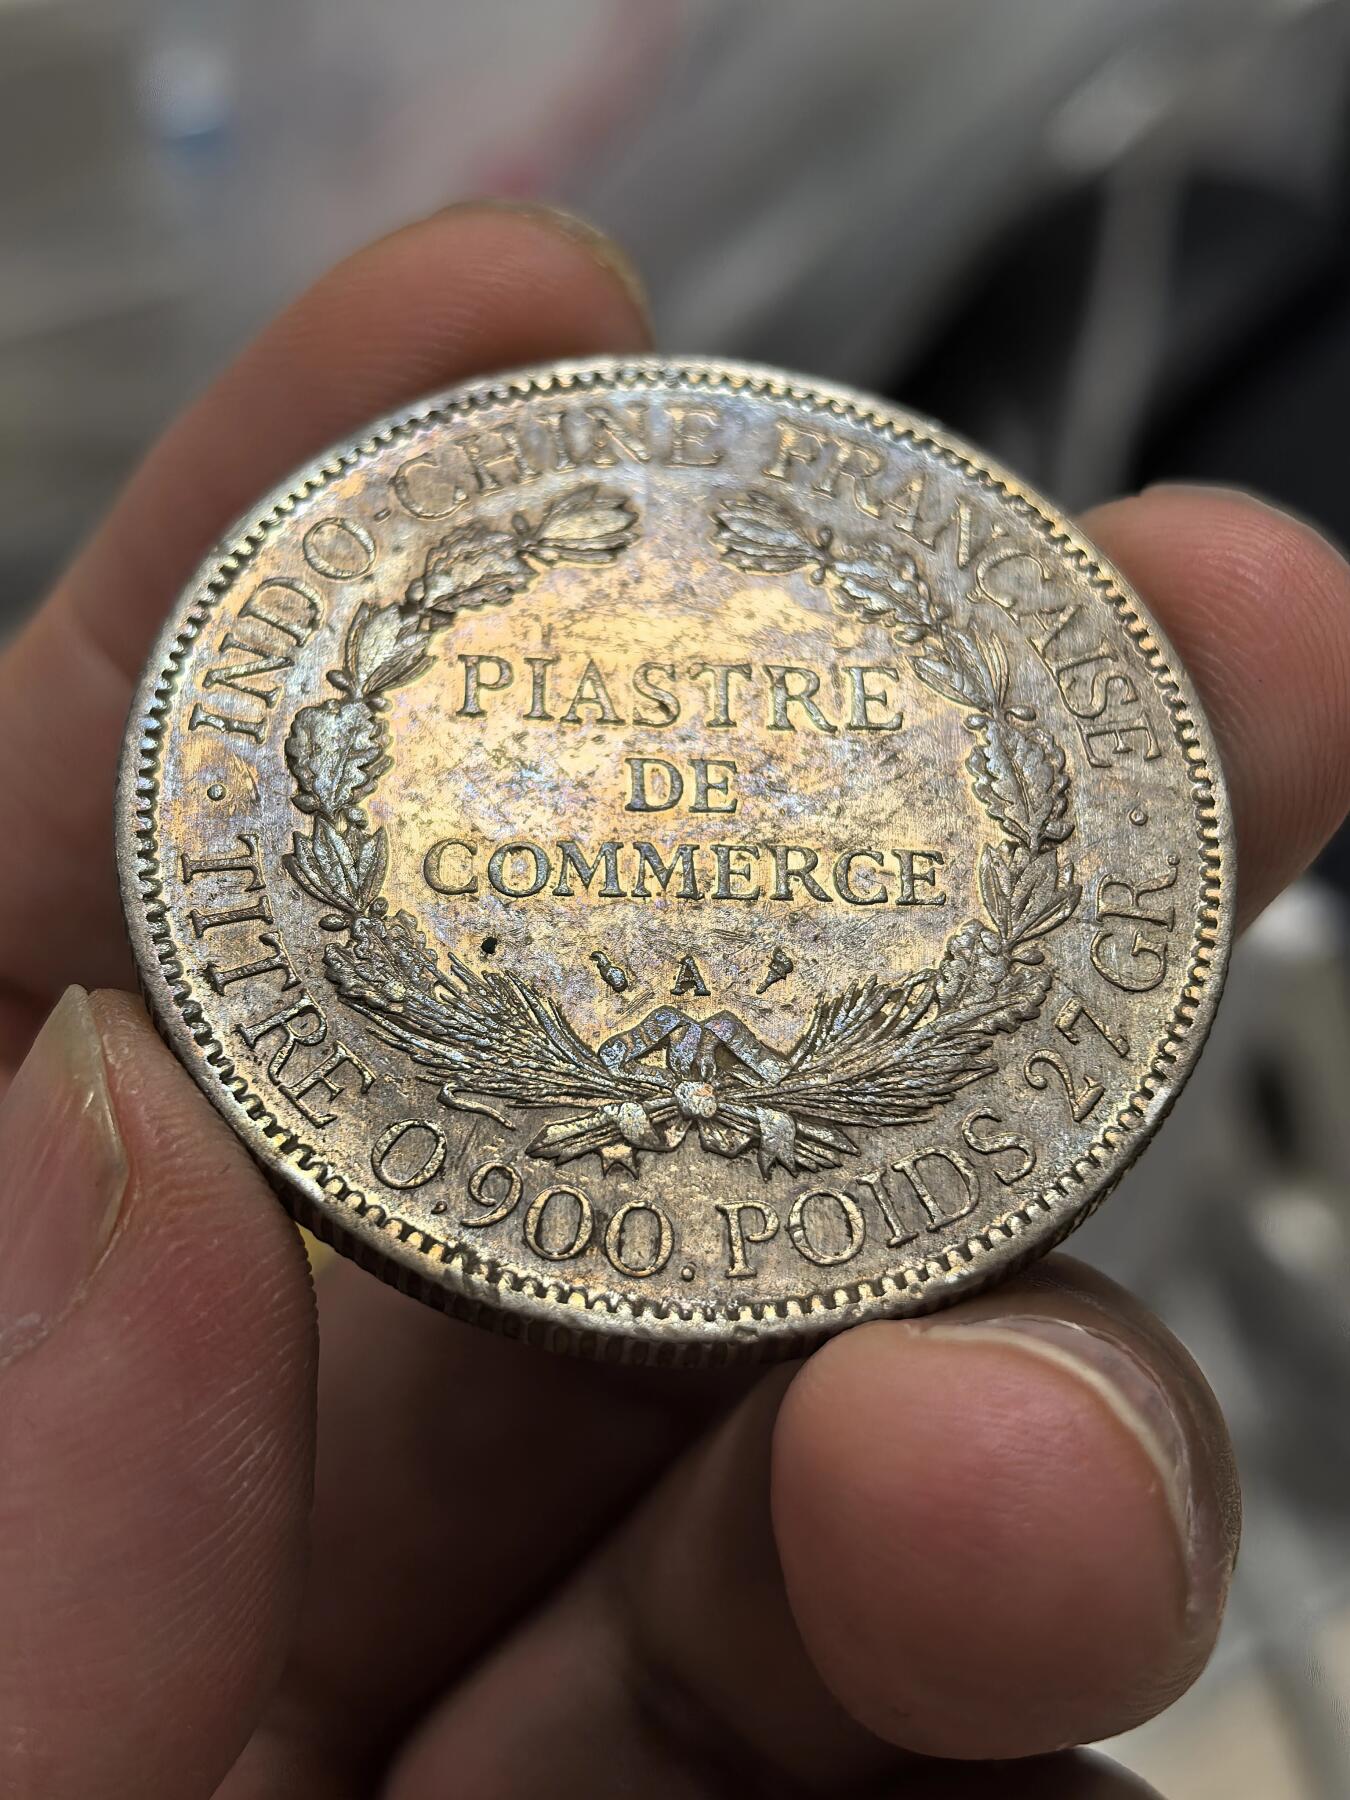 INDO-CHINE FRANÇAISE
PIASTRE
DE
COMMERCE
A
TITRE 0.900. POIDS 27 GR.